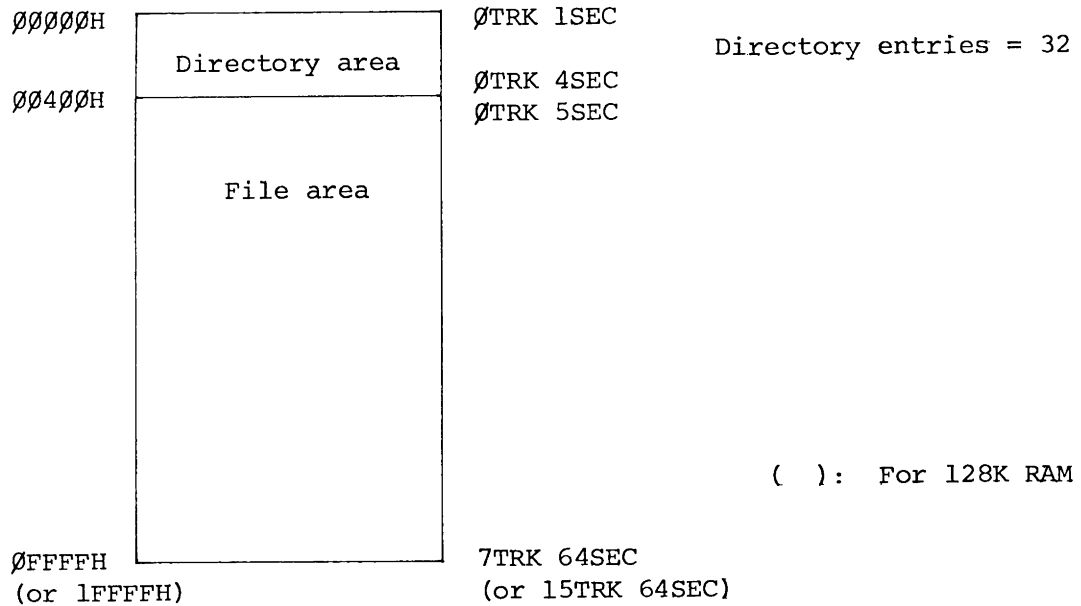 ØØØØØH
ØTRK 1SEC
Directory entries = 32
Directory area
ØTRK 4SEC
ØØ4ØØH
ØTRK 5SEC
File area
( ): For 128K RAM
ØFFFFH
7TRK 64SEC
(or 1FFFFH)
(or 15TRK 64SEC)